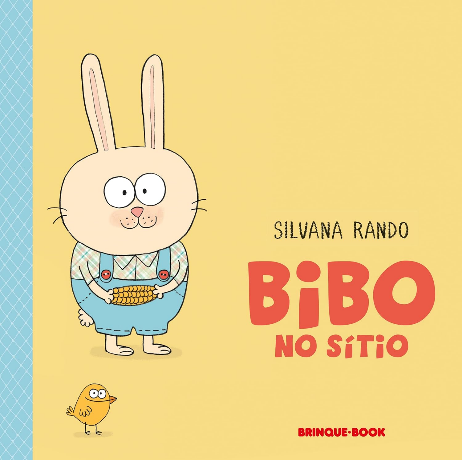 SILVANA RANDO
BiBO
NO SíTiO
BRINQUE-BOOK